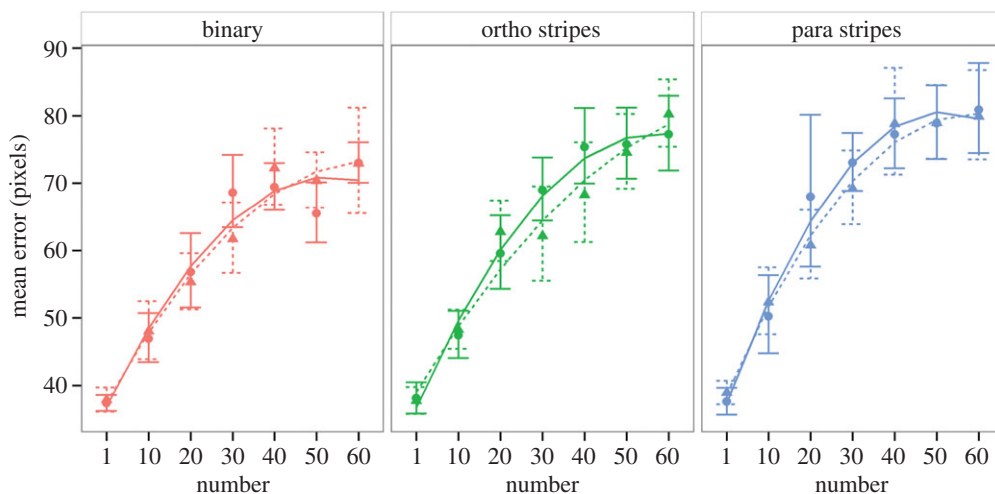 binary
ortho stripes
para stripes
mean error (pixels)
90
80
70
60
50
40
1 10 20 30 40 50 60
1 10 20 30 40 50 60
1 10 20 30 40 50 60
number
number
number